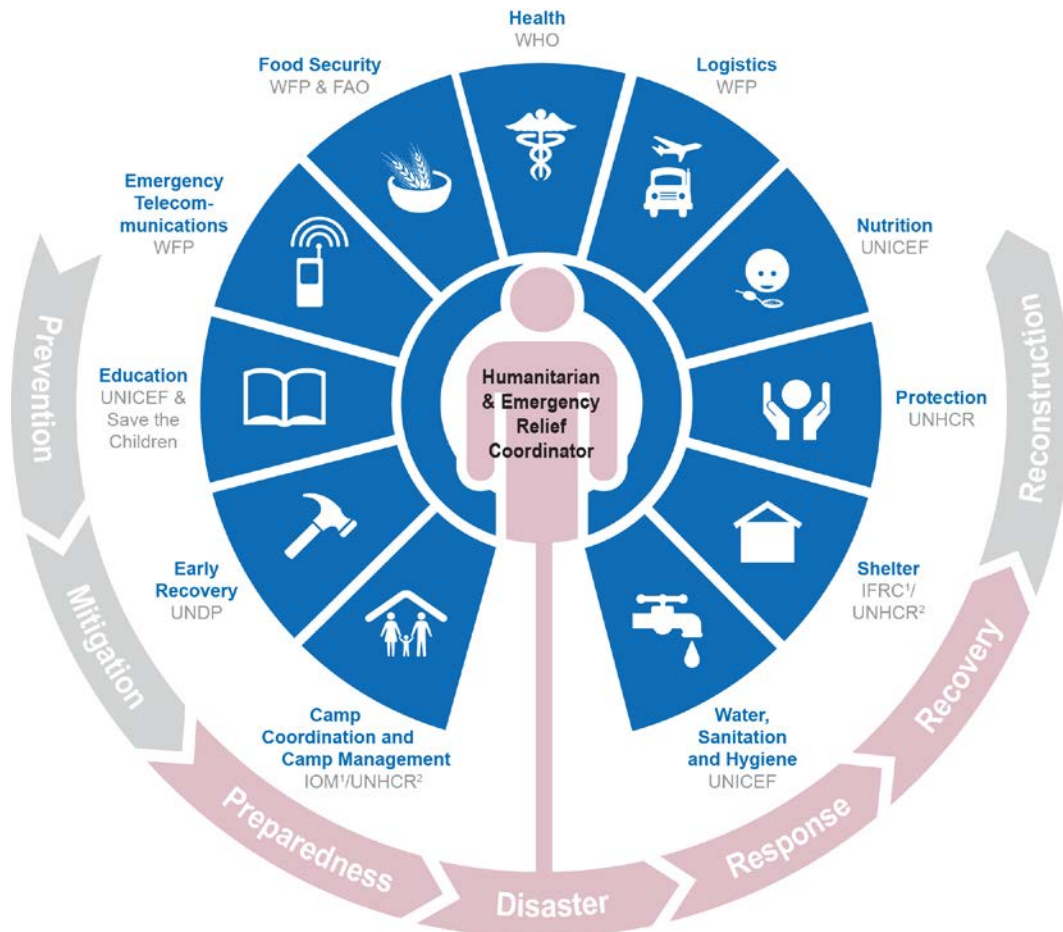 Health
WHO
Logistics
WFP
Food Security
WFP & FAO
Emergency
Telecom-
munications
WFP
Nutrition
UNICEF
Education
UNICEF &
Save the
Children
Protection
UNHCR
Humanitarian
& Emergency
Relief
Coordinator
Early
Recovery
UNDP
Shelter
IFRC¹/
UNHCR²
Camp
Coordination and
Camp Management
IOM¹/UNHCR²
Water,
Sanitation
and Hygiene
UNICEF
Prevention
Mitigation
Preparedness
Disaster
Response
Recovery
Reconstruction